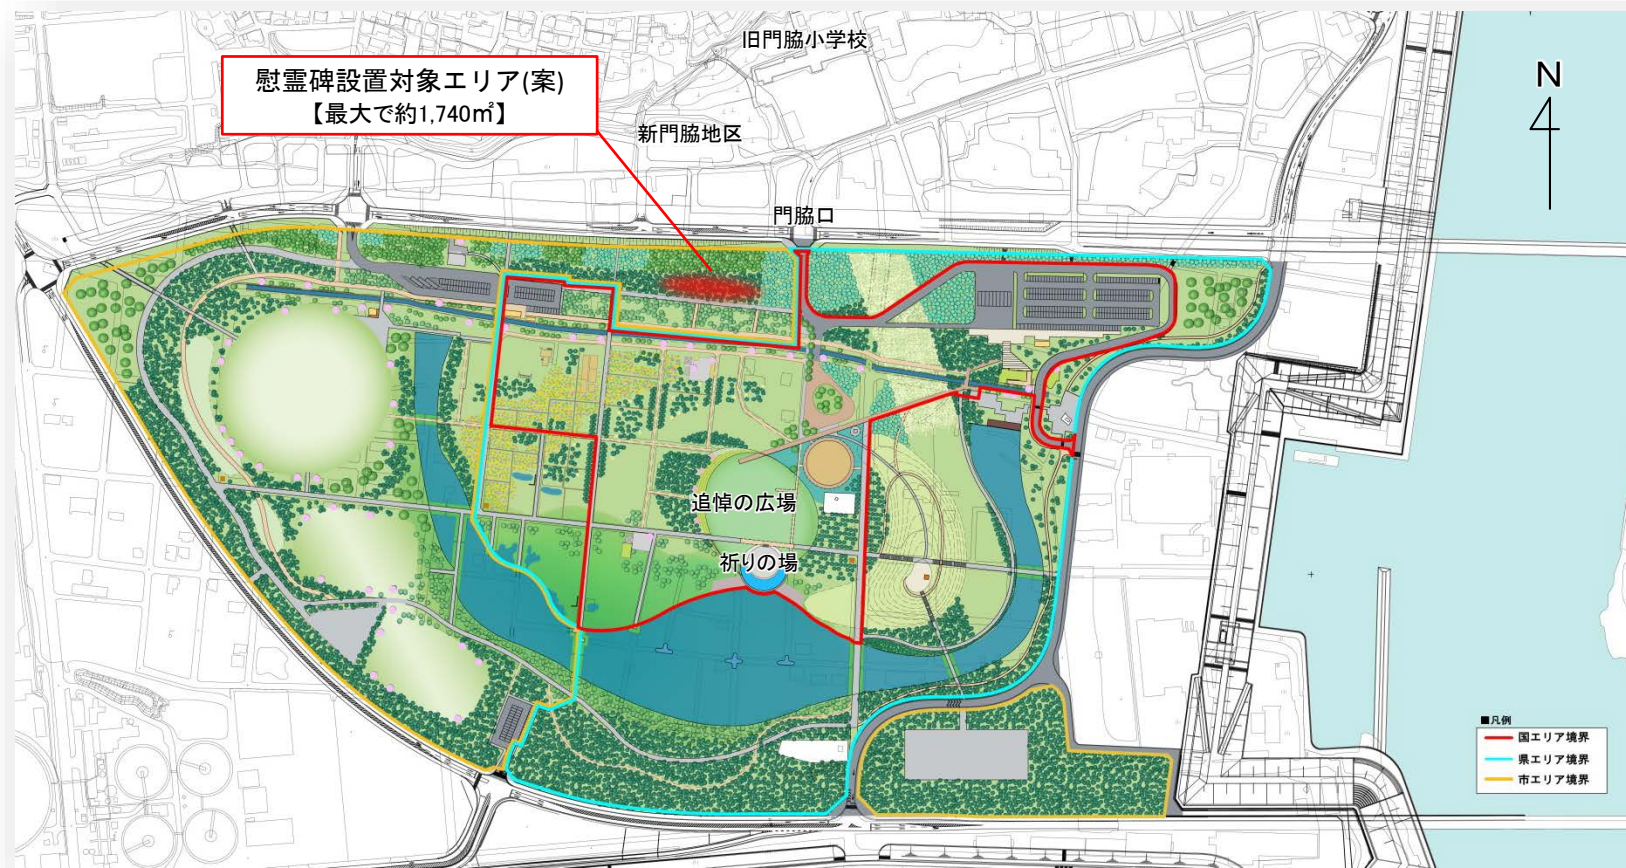 旧門脇小学校
慰霊碑設置対象エリア(案)
【最大で約1,740㎡】
新門脇地区
N
門脇口
追悼の広場
祈りの場
■凡例
国エリア境界
県エリア境界
市エリア境界